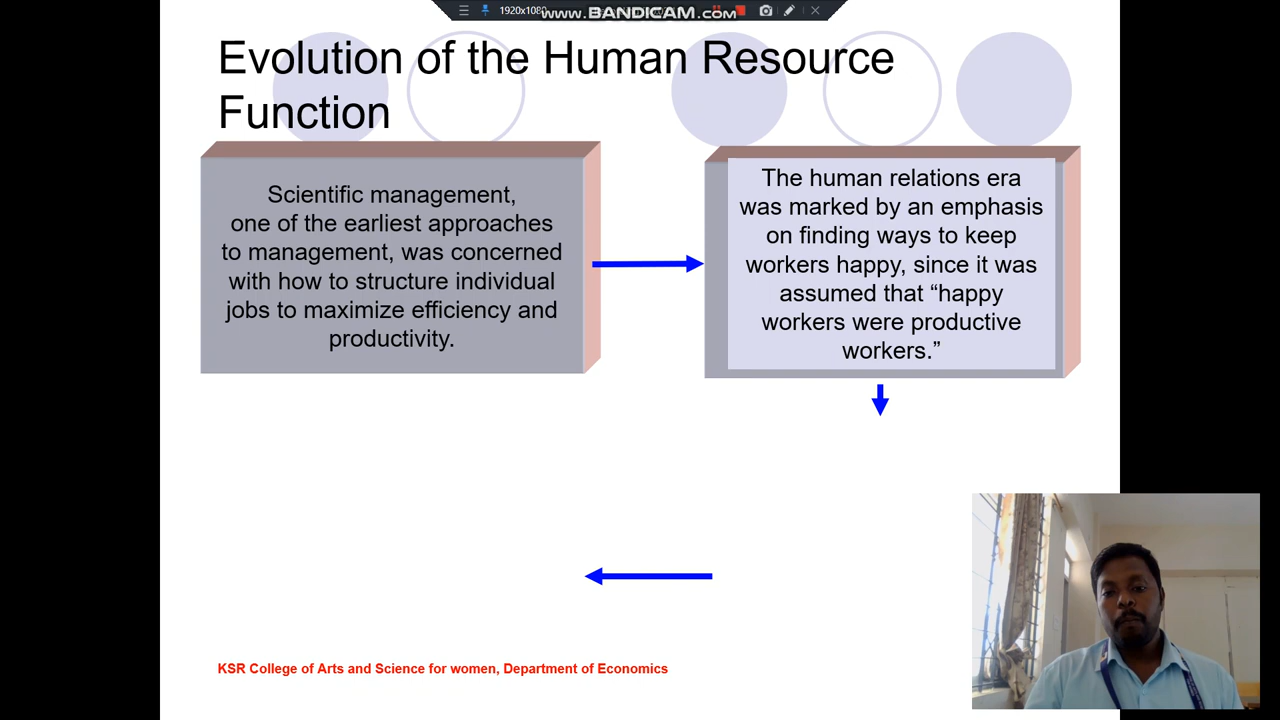 1920x1080
www.BANDICAM.com
Evolution of the Human Resource
Function
Scientific management,
one of the earliest approaches
to management, was concerned
with how to structure individual
jobs to maximize efficiency and
productivity.
The human relations era
was marked by an emphasis
on finding ways to keep
workers happy, since it was
assumed that “happy
workers were productive
workers.”
KSR College of Arts and Science for women, Department of Economics